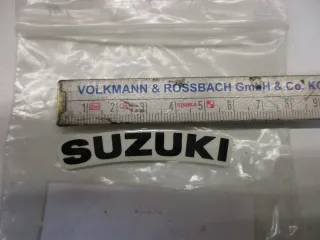 VOLKMANN & ROSSBACH GmbH & Co. KG
1 2 3 4 5 6 7 8 9
SUZUKI